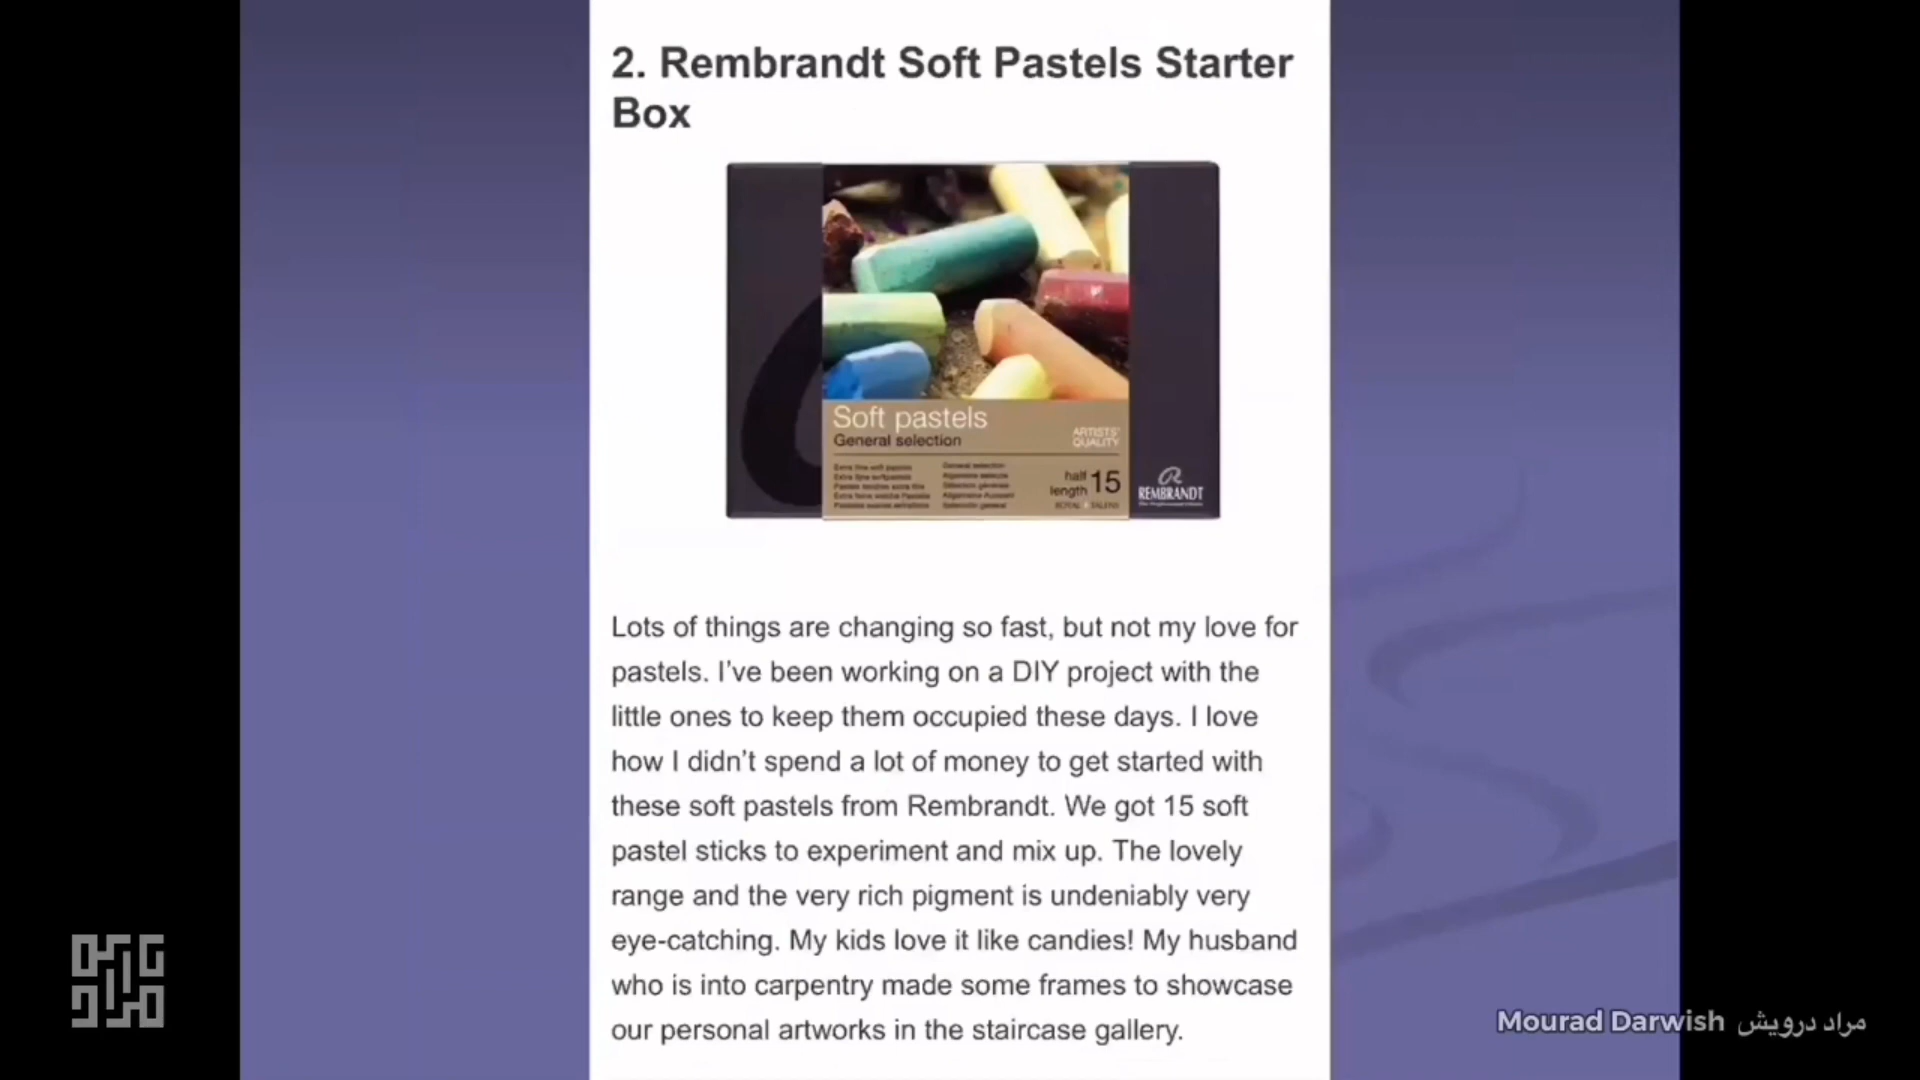 2. Rembrandt Soft Pastels Starter
Box
Soft pastels
General selection
ARTISTS'
QUALITY
half
length 15
REMBRANDT
Lots of things are changing so fast, but not my love for
pastels. I’ve been working on a DIY project with the
little ones to keep them occupied these days. I love
how I didn’t spend a lot of money to get started with
these soft pastels from Rembrandt. We got 15 soft
pastel sticks to experiment and mix up. The lovely
range and the very rich pigment is undeniably very
eye-catching. My kids love it like candies! My husband
who is into carpentry made some frames to showcase
our personal artworks in the staircase gallery.
Mourad Darwish مراد درويش